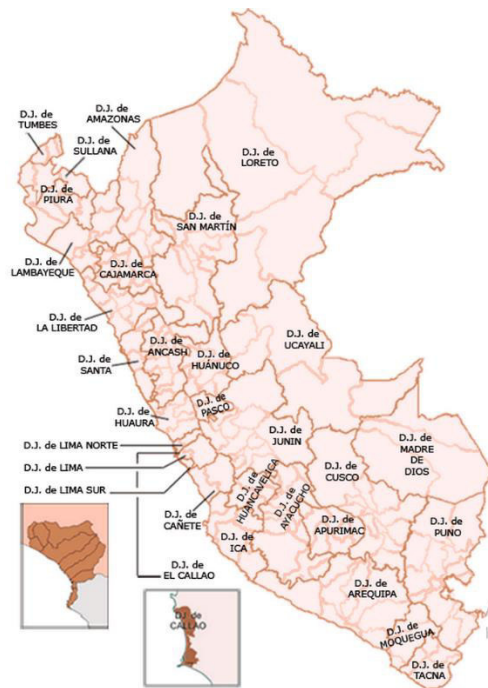 D.J. de
TUMBES
D.J. de
AMAZONAS
D.J. de
SULLANA
D.J. de
LORETO
D.J. de
PIURA
D.J. de
SAN MARTÍN
D.J. de
LAMBAYEQUE
D.J. de
CAJAMARCA
D.J. de
LA LIBERTAD
D.J. de
ANCASH
D.J. de
HUÁNUCO
D.J. de
UCAYALI
D.J. de
SANTA
D.J. de
PASCO
D.J. de
HUAURA
D.J. de LIMA NORTE
D.J. de
JUNIN
D.J. de
MADRE
DE
DIOS
D.J. de LIMA
D.J. de
CUSCO
D.J. de LIMA SUR
D.J. de
HUANCAVELICA
D.J. de
AYACUCHO
D.J. de
CAÑETE
D.J. de
APURIMAC
D.J. de
PUNO
D.J. de
ICA
D.J. de
EL CALLAO
D.J. de
AREQUIPA
DJ de
CALLAO
D.J. de
MOQUEGUA
D.J. de
TACNA